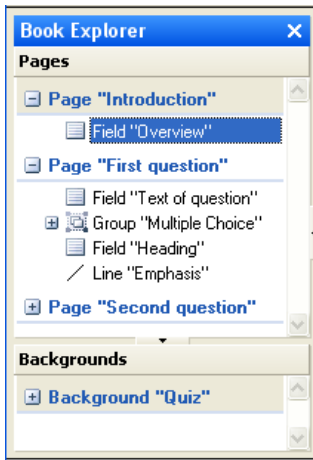 Book Explorer
Pages
Page "Introduction"
Field "Overview"
Page "First question"
Field "Text of question"
Group "Multiple Choice"
Field "Heading"
Line "Emphasis"
Page "Second question"
Backgrounds
Background "Quiz"